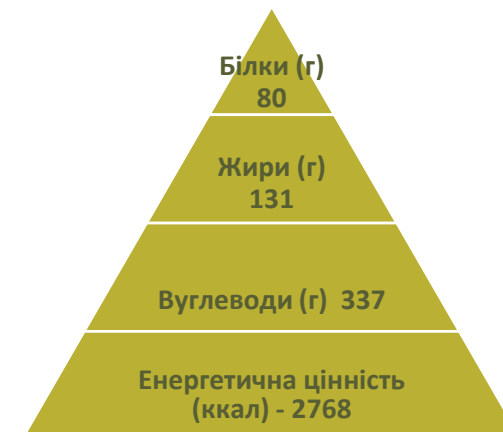 Білки (г)
80
Жири (г)
131
Вуглеводи (г) 337
Енергетична цінність
(ккал) - 2768